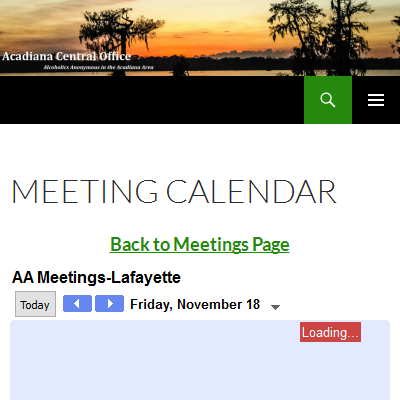 Acadiana Central Office
Alcoholics Anonymous in the Acadiana Area
MEETING CALENDAR
Back to Meetings Page
AA Meetings-Lafayette
Today
Friday, November 18
Loading...